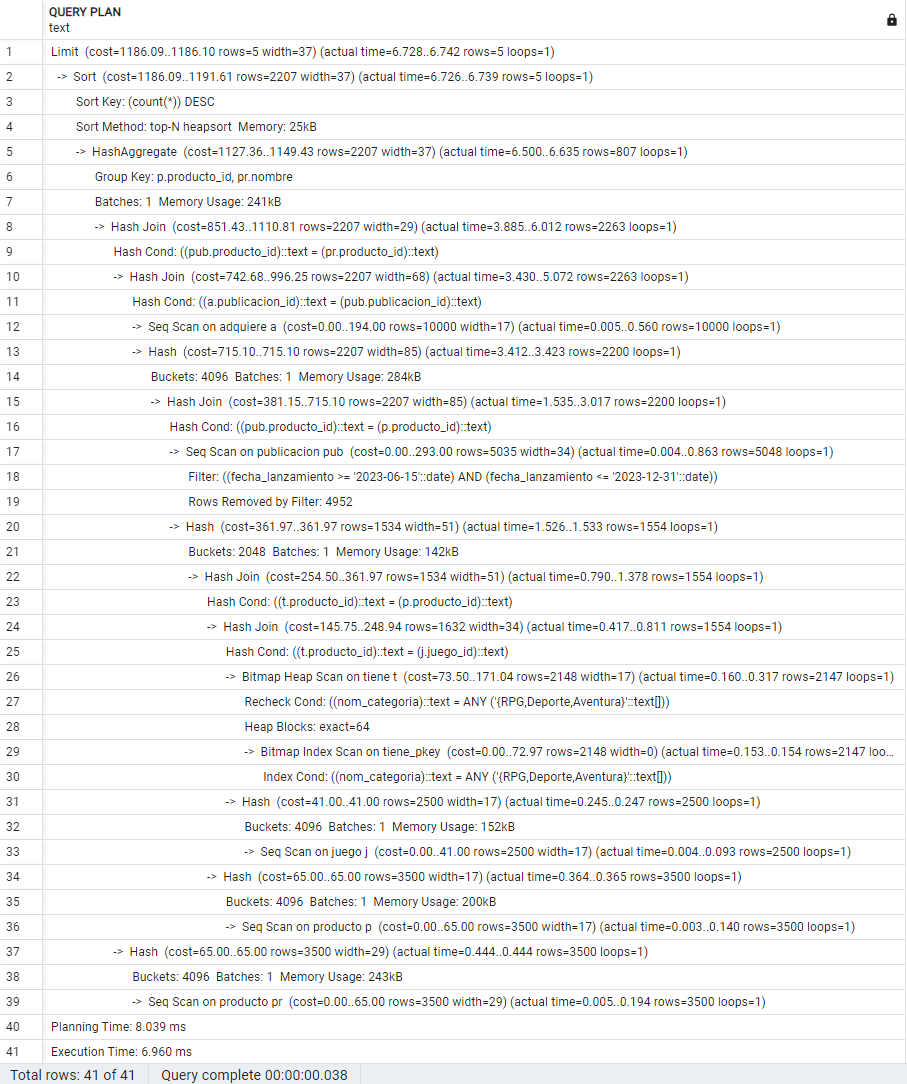 QUERY PLAN
text
1 Limit (cost=1186.09..1186.10 rows=5 width=37) (actual time=6.728..6.742 rows=5 loops=1)
2 -> Sort (cost=1186.09..1191.61 rows=2207 width=37) (actual time=6.726..6.739 rows=5 loops=1)
3 Sort Key: (count(*)) DESC
4 Sort Method: top-N heapsort Memory: 25kB
5 -> HashAggregate (cost=1127.36..1149.43 rows=2207 width=37) (actual time=6.500..6.635 rows=807 loops=1)
6 Group Key: p.producto_id, pr.nombre
7 Batches: 1 Memory Usage: 241kB
8 -> Hash Join (cost=851.43..1110.81 rows=2207 width=29) (actual time=3.885..6.012 rows=2263 loops=1)
9 Hash Cond: ((pub.producto_id)::text = (pr.producto_id)::text)
10 -> Hash Join (cost=742.68..996.25 rows=2207 width=68) (actual time=3.430..5.072 rows=2263 loops=1)
11 Hash Cond: ((a.publicacion_id)::text = (pub.publicacion_id)::text)
12 -> Seq Scan on adquiere a (cost=0.00..194.00 rows=10000 width=17) (actual time=0.005..0.560 rows=10000 loops=1)
13 -> Hash (cost=715.10..715.10 rows=2207 width=85) (actual time=3.412..3.423 rows=2200 loops=1)
14 Buckets: 4096 Batches: 1 Memory Usage: 284kB
15 -> Hash Join (cost=381.15..715.10 rows=2207 width=85) (actual time=1.535..3.017 rows=2200 loops=1)
16 Hash Cond: ((pub.producto_id)::text = (p.producto_id)::text)
17 -> Seq Scan on publicacion pub (cost=0.00..293.00 rows=5035 width=34) (actual time=0.004..0.863 rows=5048 loops=1)
18 Filter: ((fecha_lanzamiento >= '2023-06-15'::date) AND (fecha_lanzamiento <= '2023-12-31'::date))
19 Rows Removed by Filter: 4952
20 -> Hash (cost=361.97..361.97 rows=1534 width=51) (actual time=1.526..1.533 rows=1554 loops=1)
21 Buckets: 2048 Batches: 1 Memory Usage: 142kB
22 -> Hash Join (cost=254.50..361.97 rows=1534 width=51) (actual time=0.790..1.378 rows=1554 loops=1)
23 Hash Cond: ((t.producto_id)::text = (p.producto_id)::text)
24 -> Hash Join (cost=145.75..248.94 rows=1632 width=34) (actual time=0.417..0.811 rows=1554 loops=1)
25 Hash Cond: ((t.producto_id)::text = (j.juego_id)::text)
26 -> Bitmap Heap Scan on tiene t (cost=73.50..171.04 rows=2148 width=17) (actual time=0.160..0.317 rows=2147 loops=1)
27 Recheck Cond: ((nom_categoria)::text = ANY ('{RPG,Deporte,Aventura}'::text[]))
28 Heap Blocks: exact=64
29 -> Bitmap Index Scan on tiene_pkey (cost=0.00..72.97 rows=2148 width=0) (actual time=0.153..0.154 rows=2147 loo...
30 Index Cond: ((nom_categoria)::text = ANY ('{RPG,Deporte,Aventura}'::text[]))
31 -> Hash (cost=41.00..41.00 rows=2500 width=17) (actual time=0.245..0.247 rows=2500 loops=1)
32 Buckets: 4096 Batches: 1 Memory Usage: 152kB
33 -> Seq Scan on juego j (cost=0.00..41.00 rows=2500 width=17) (actual time=0.004..0.093 rows=2500 loops=1)
34 -> Hash (cost=65.00..65.00 rows=3500 width=17) (actual time=0.364..0.365 rows=3500 loops=1)
35 Buckets: 4096 Batches: 1 Memory Usage: 200kB
36 -> Seq Scan on producto p (cost=0.00..65.00 rows=3500 width=17) (actual time=0.003..0.140 rows=3500 loops=1)
37 -> Hash (cost=65.00..65.00 rows=3500 width=29) (actual time=0.444..0.444 rows=3500 loops=1)
38 Buckets: 4096 Batches: 1 Memory Usage: 243kB
39 -> Seq Scan on producto pr (cost=0.00..65.00 rows=3500 width=29) (actual time=0.005..0.194 rows=3500 loops=1)
40 Planning Time: 8.039 ms
41 Execution Time: 6.960 ms
Total rows: 41 of 41 Query complete 00:00:00.038